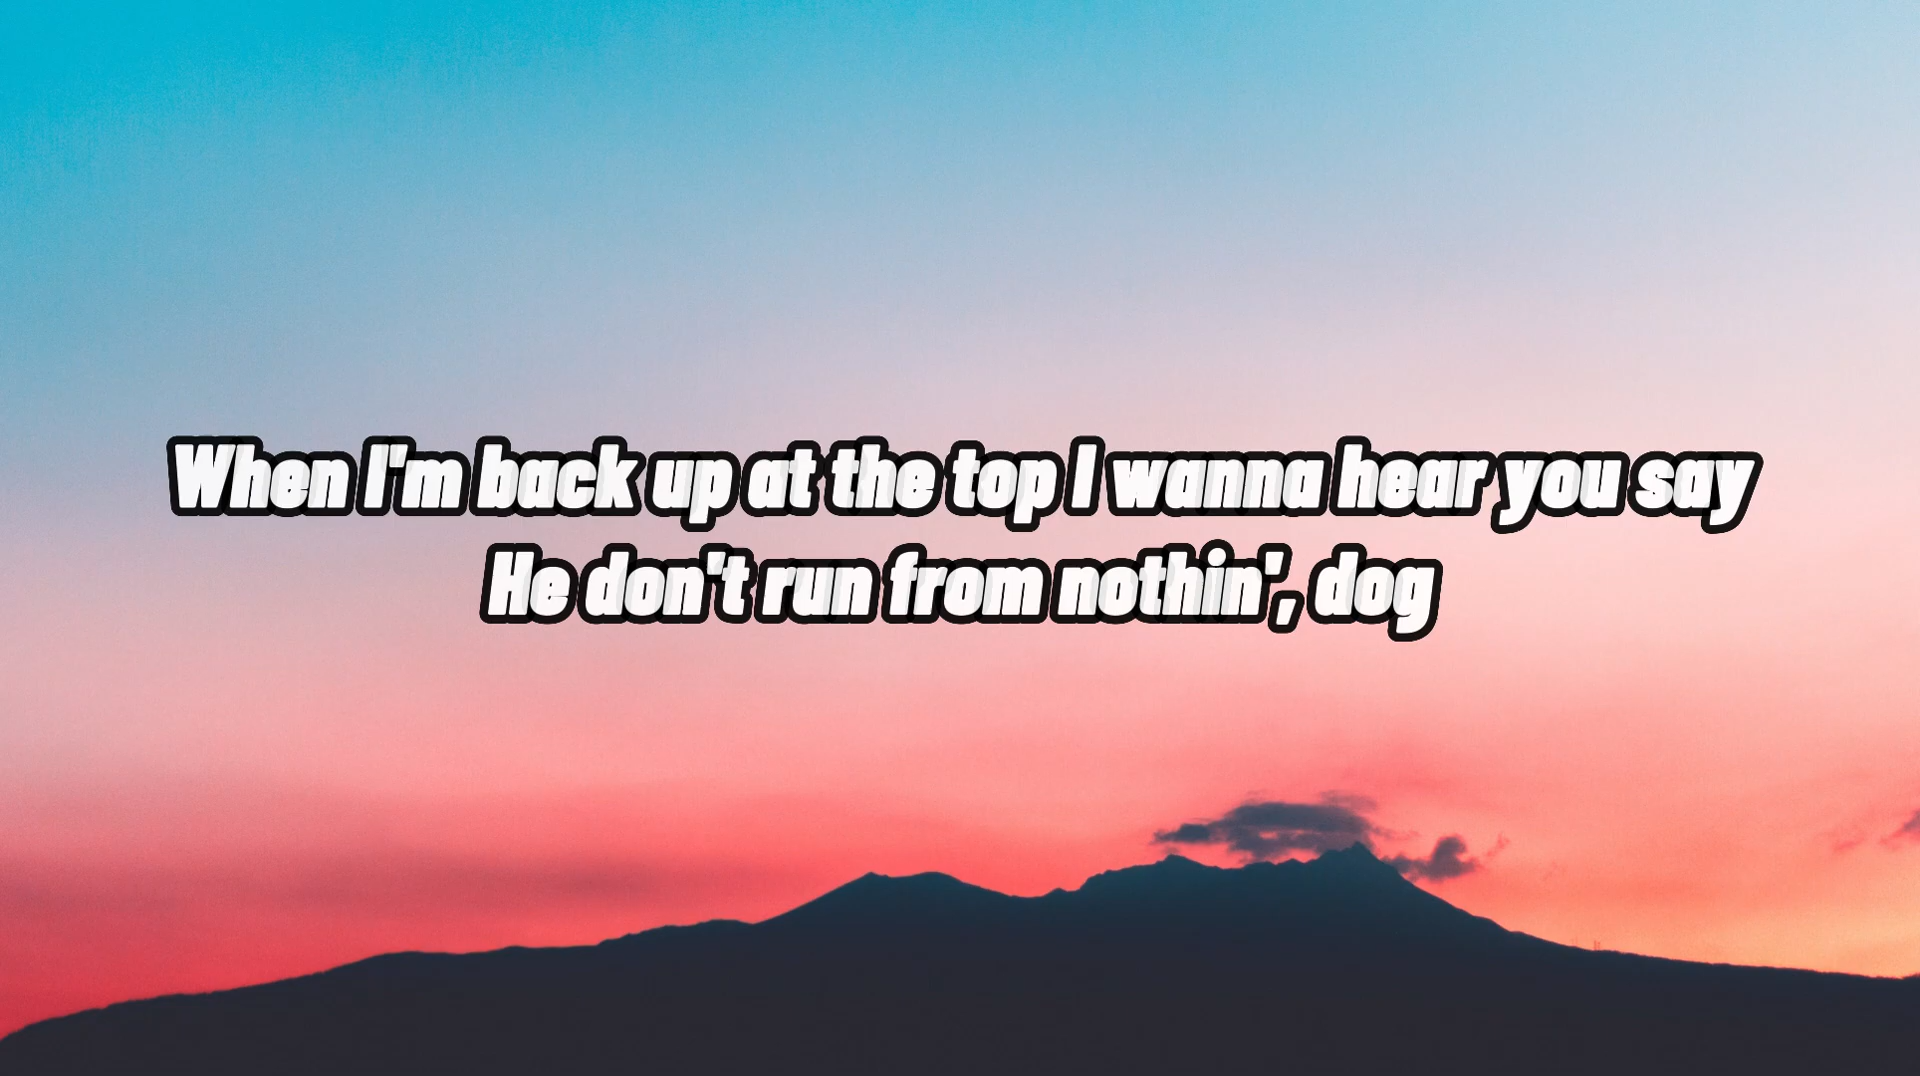 When I'm back up at the top I wanna hear you say
He don't run from nothin', dog